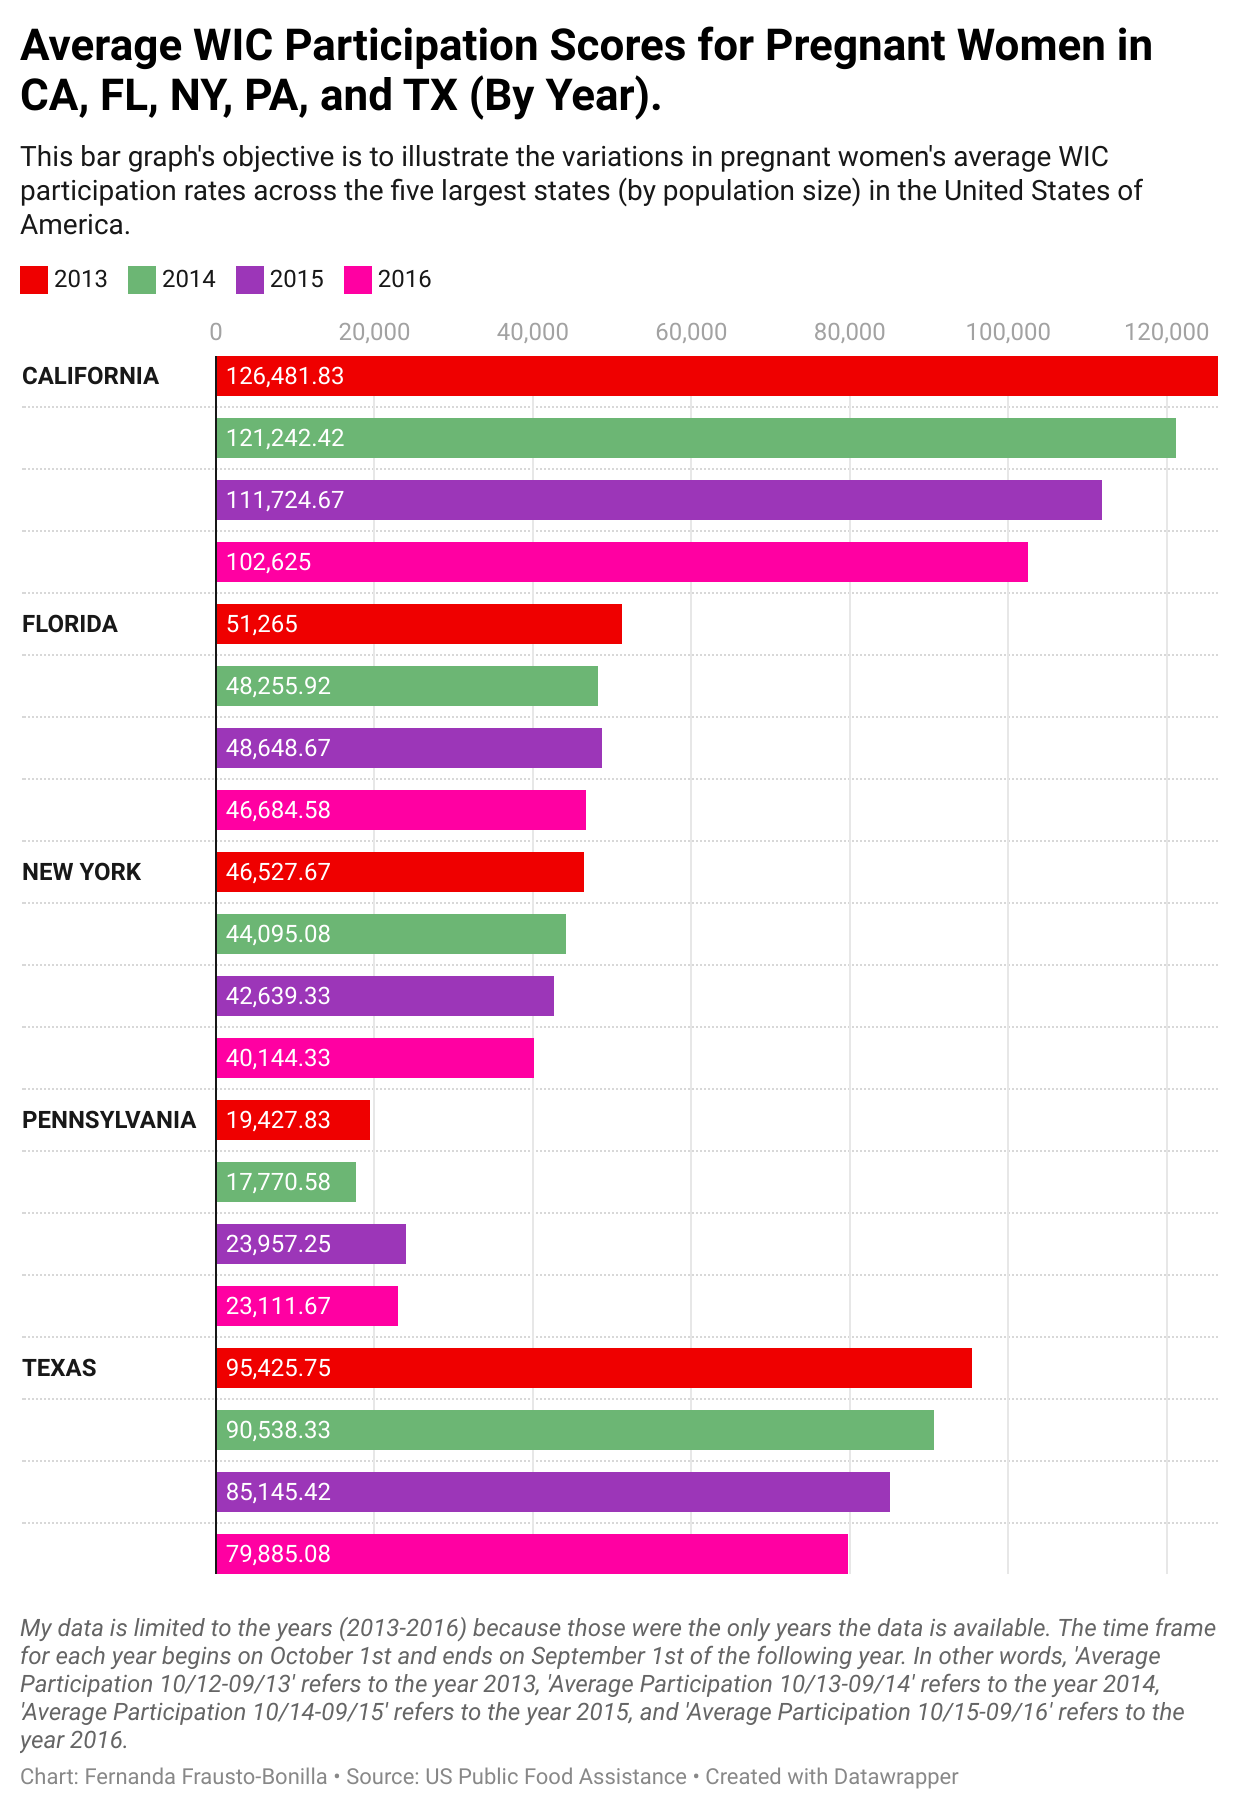 Average WIC Participation Scores for Pregnant Women in
CA, FL, NY, PA, and TX (By Year).
This bar graph's objective is to illustrate the variations in pregnant women's average WIC
participation rates across the five largest states (by population size) in the United States of
America.
2013 2014 2015 2016
0 20,000 40,000 60,000 80,000 100,000 120,000
CALIFORNIA 126,481.83
121,242.42
111,724.67
102,625
FLORIDA 51,265
48,255.92
48,648.67
46,684.58
NEW YORK 46,527.67
44,095.08
42,639.33
40,144.33
PENNSYLVANIA 19,427.83
17,770.58
23,957.25
23,111.67
TEXAS 95,425.75
90,538.33
85,145.42
79,885.08
My data is limited to the years (2013-2016) because those were the only years the data is available. The time frame
for each year begins on October 1st and ends on September 1st of the following year. In other words, 'Average
Participation 10/12-09/13' refers to the year 2013, 'Average Participation 10/13-09/14' refers to the year 2014,
'Average Participation 10/14-09/15' refers to the year 2015, and 'Average Participation 10/15-09/16' refers to the
year 2016.
Chart: Fernanda Frausto-Bonilla • Source: US Public Food Assistance • Created with Datawrapper